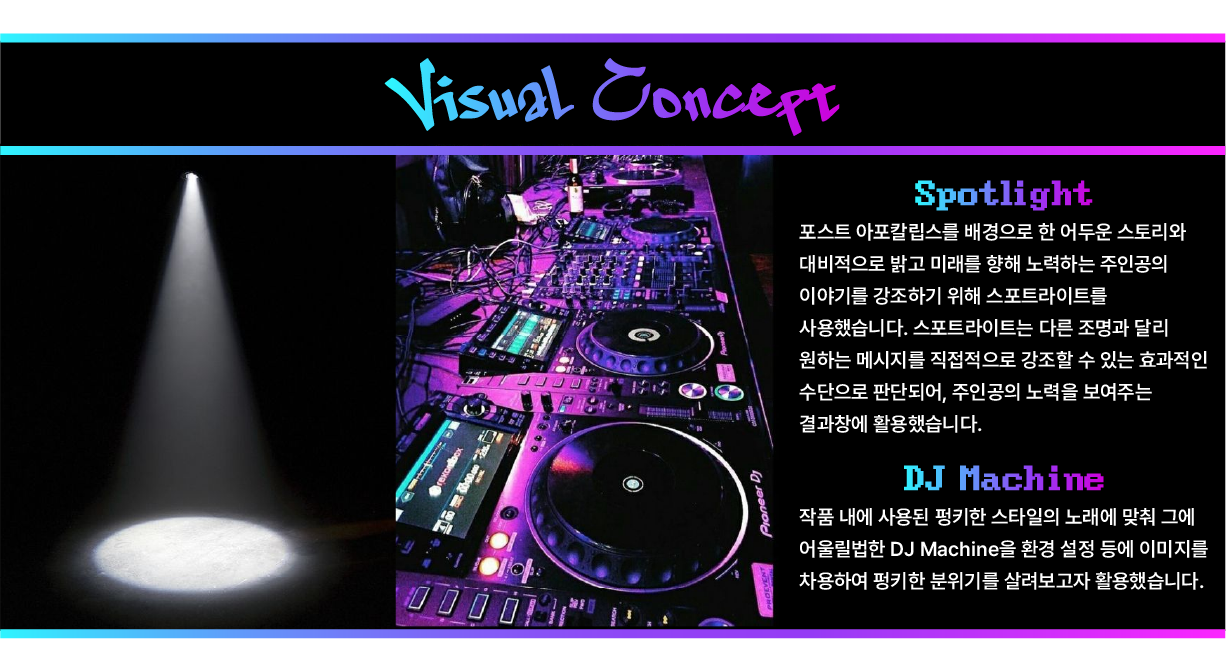 Visual Concept
Spotlight
포스트 아포칼립스를 배경으로 한 어두운 스토리와
대비적으로 밝고 미래를 향해 노력하는 주인공의
이야기를 강조하기 위해 스포트라이트를
사용했습니다. 스포트라이트는 다른 조명과 달리
원하는 메시지를 직접적으로 강조할 수 있는 효과적인
수단으로 판단되어, 주인공의 노력을 보여주는
결과창에 활용했습니다.
DJ Machine
작품 내에 사용된 펑키한 스타일의 노래에 맞춰 그에
어울릴법한 DJ Machine을 환경 설정 등에 이미지를
차용하여 펑키한 분위기를 살려보고자 활용했습니다.
Pioneer Dj
Pioneer Dj
rekordbox
PRO EVENT